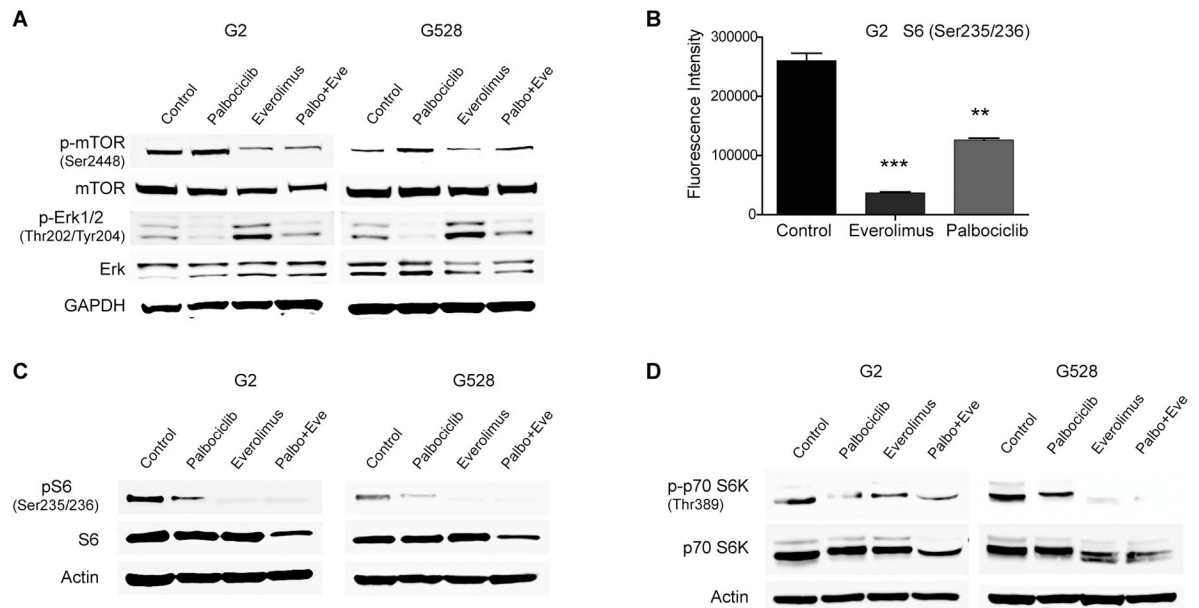 A
G2
G528
Control
Palbociclib
Everolimus
Palbo+Eve
Control
Palbociclib
Everolimus
Palbo+Eve
p-mTOR
(Ser2448)
mTOR
p-Erk1/2
(Thr202/Tyr204)
Erk
GAPDH
B
G2 S6 (Ser235/236)
Fluorescence Intensity
300000
200000
100000
0
***
**
Control Everolimus Palbociclib
C
G2
G528
Control
Palbociclib
Everolimus
Palbo+Eve
Control
Palbociclib
Everolimus
Palbo+Eve
pS6
(Ser235/236)
S6
Actin
D
G2
G528
Control
Palbociclib
Everolimus
Palbo+Eve
Control
Palbociclib
Everolimus
Palbo+Eve
p-p70 S6K
(Thr389)
p70 S6K
Actin